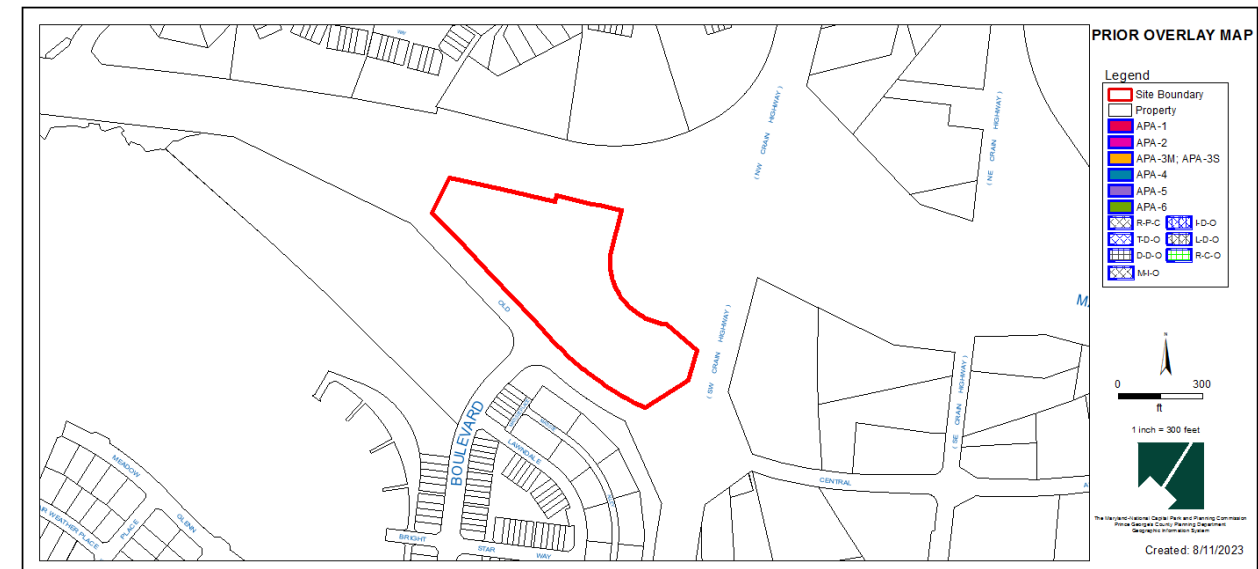 PRIOR OVERLAY MAP
Legend
Site Boundary
Property
APA-1
APA-2
APA-3M; APA-3S
APA-4
APA-5
APA-6
R-P-C
I-D-O
T-D-O
L-D-O
D-D-O
R-C-O
M-I-O
N
0 300
ft
1 inch = 300 feet
The Maryland-National Capital Park and Planning Commission
Prince George's County Planning Department
Geographic Information System
Created: 8/11/2023
( NW CRAIN HIGHWAY )
( NE CRAIN HIGHWAY )
OLD
( SW CRAIN HIGHWAY )
( SE CRAIN HIGHWAY )
BOULEVARD
LAWNDALE
CENTRAL
BRIGHT
STAR
WAY
MEADOW
GLENN
PLACE
WEATHER PLACE